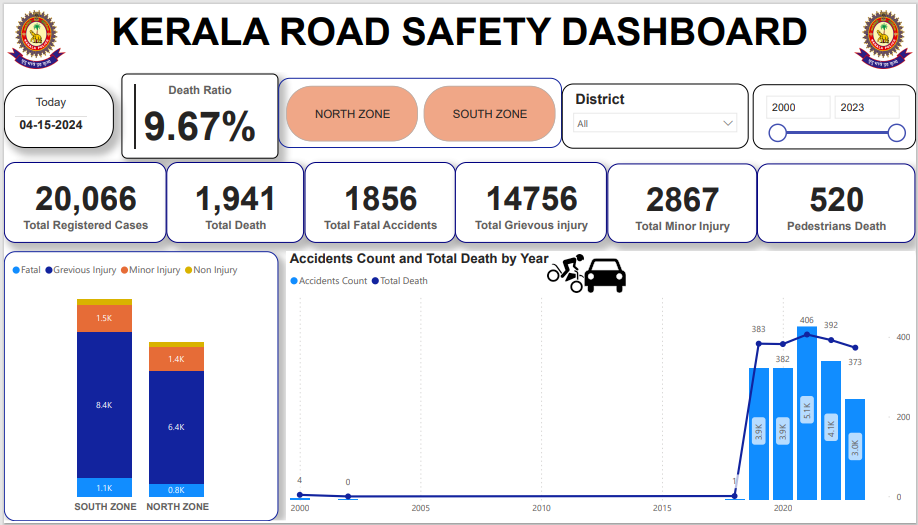 KERALA ROAD SAFETY DASHBOARD
Today
04-15-2024
Death Ratio
9.67%
NORTH ZONE
SOUTH ZONE
District
All
2000
2023
20,066
Total Registered Cases
1,941
Total Death
1856
Total Fatal Accidents
14756
Total Grievous injury
2867
Total Minor Injury
520
Pedestrians Death
Fatal Grevious Injury Minor Injury Non Injury
1.5K
8.4K
1.1K
SOUTH ZONE
1.4K
6.4K
0.8K
NORTH ZONE
Accidents Count and Total Death by Year
Accidents Count Total Death
4
0
1
383
382
406
392
373
3.9K
3.9K
5.1K
4.1K
3.0K
400
200
0
2000
2005
2010
2015
2020